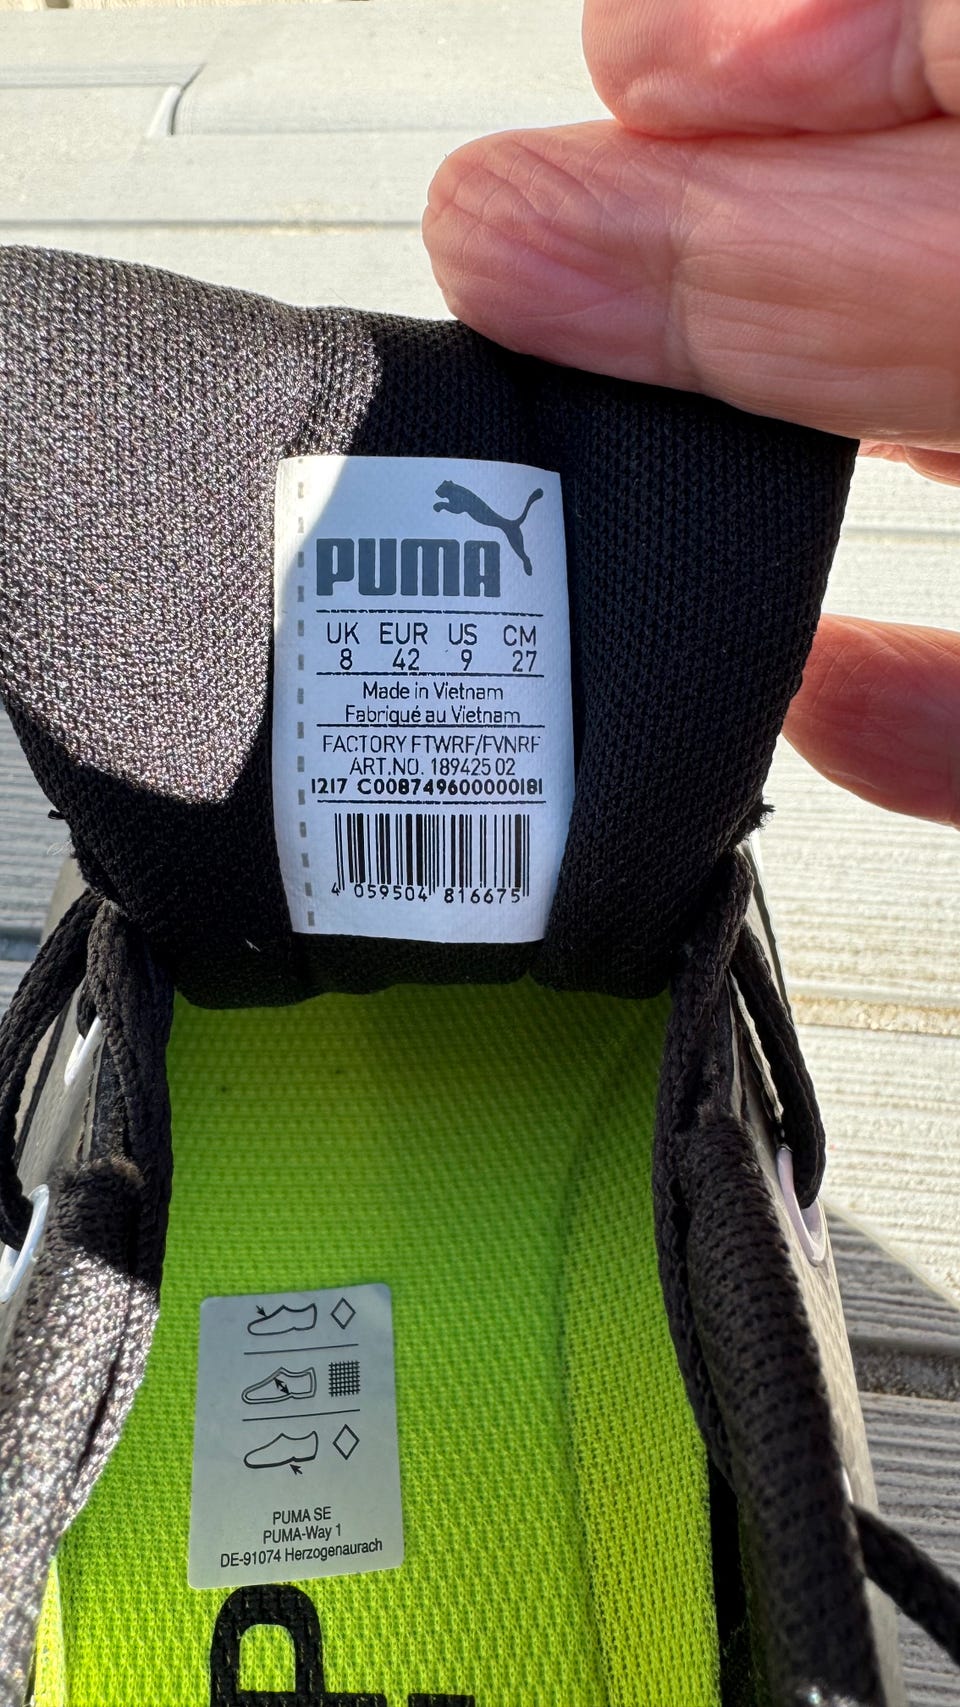 PUMA
UK EUR US CM
8 42 9 27
Made in Vietnam
Fabriqué au Vietnam
FACTORY FTWRF/FVNRF
ART.NO. 189425 02
1217 C008749600000181
4 059504 816675
PUMA SE
PUMA-Way 1
DE-91074 Herzogenaurach